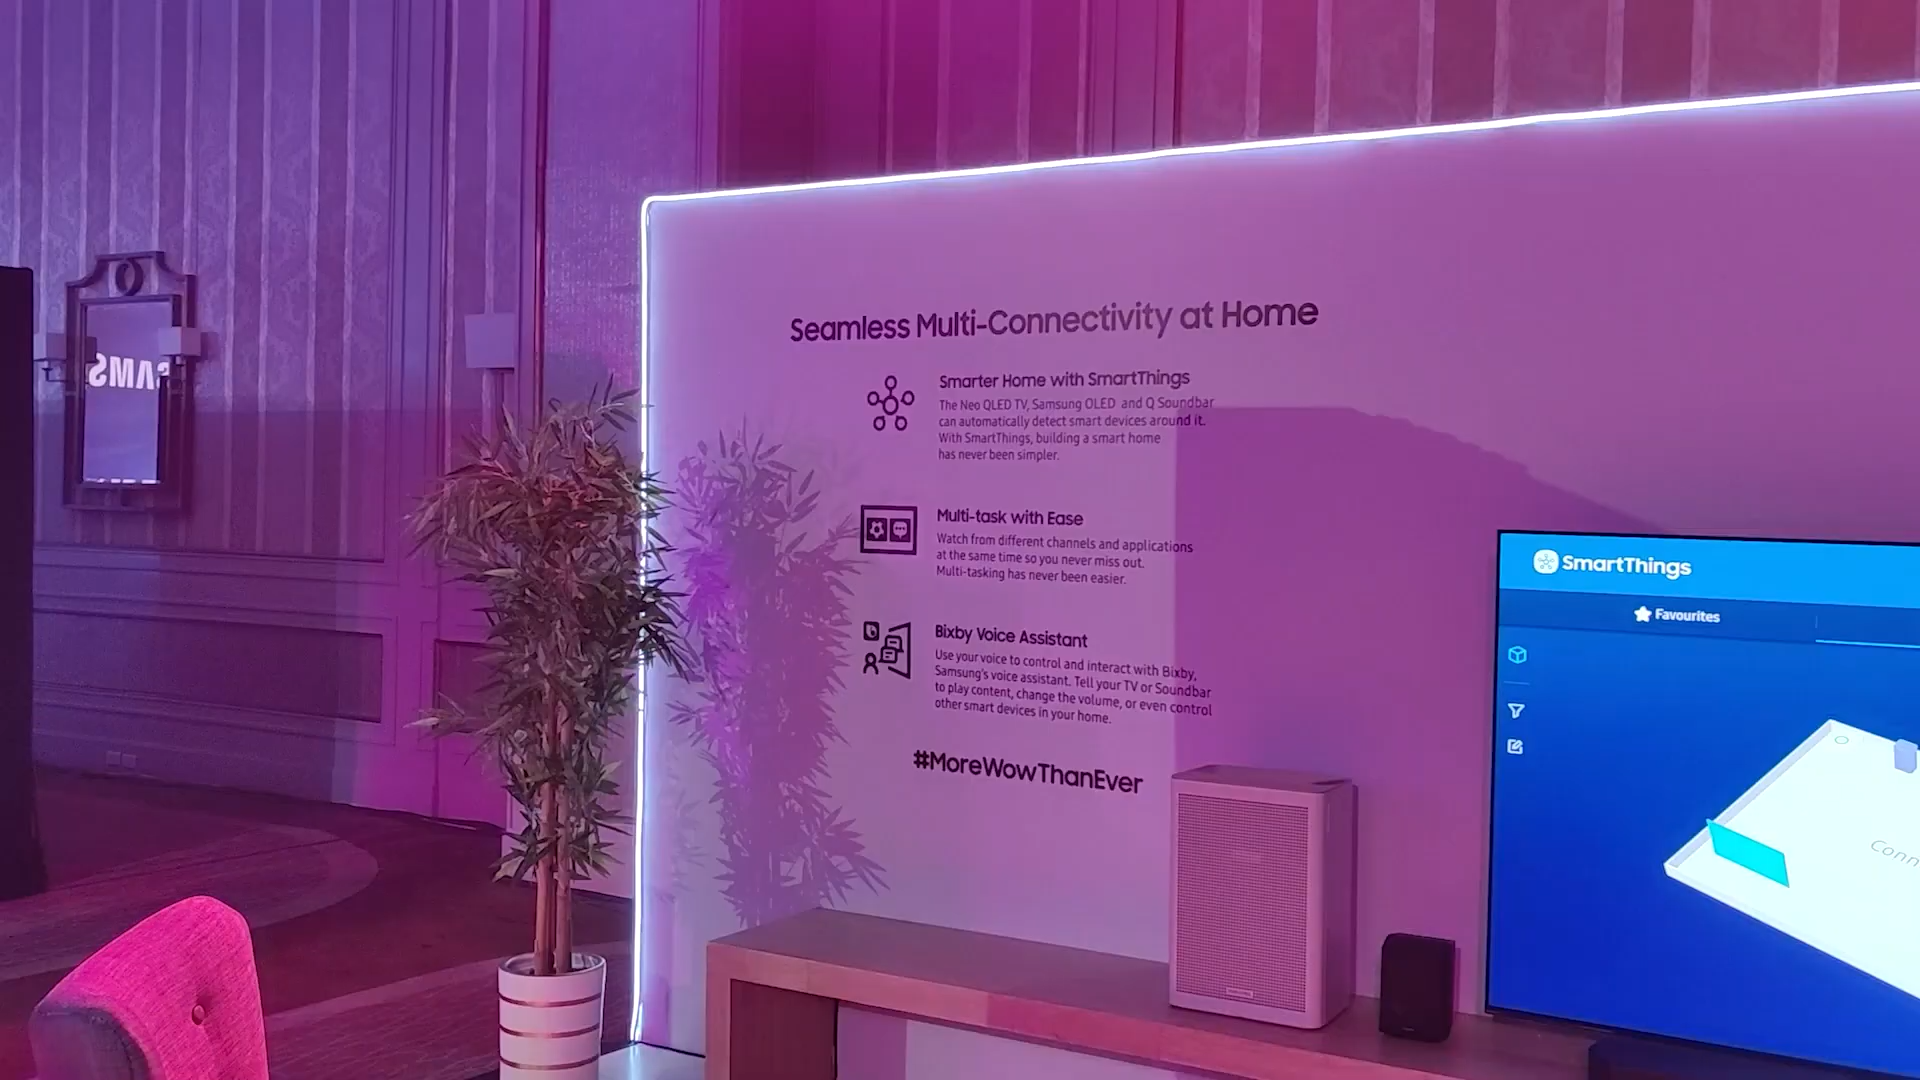 Seamless Multi-Connectivity at Home
Smarter Home with SmartThings
The Neo QLED TV, Samsung OLED and Q Soundbar
can automatically detect smart devices around it.
With SmartThings, building a smart home
has never been simpler.
Multi-task with Ease
Watch from different channels and applications
at the same time so you never miss out.
Multi-tasking has never been easier.
Bixby Voice Assistant
Use your voice to control and interact with Bixby,
Samsung's voice assistant. Tell your TV or Soundbar
to play content, change the volume, or even control
other smart devices in your home.
#MoreWowThanEver
SmartThings
Favourites
Conn
SAMS